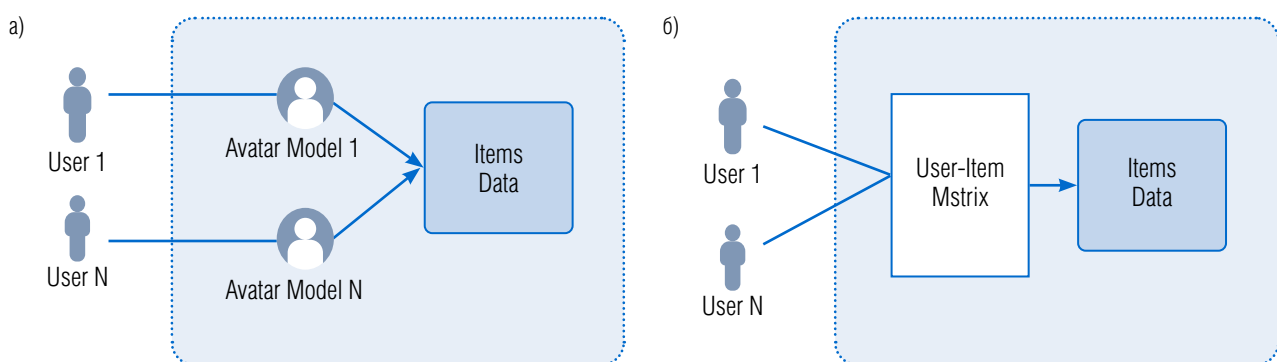 а)
User 1
User N
Avatar Model 1
Avatar Model N
Items
Data
б)
User 1
User N
User-Item
Mstrix
Items
Data